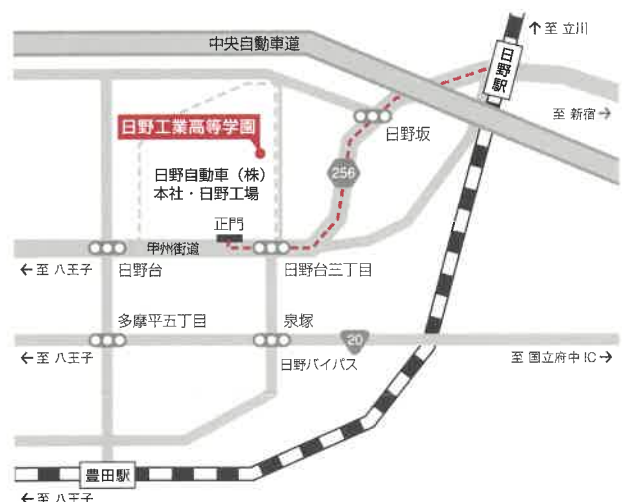 ↑至 立川
中央自動車道
日野駅
至 新宿→
日野坂
日野工業高等学園
256
日野自動車（株）
本社・日野工場
正門
甲州街道
←至 八王子
日野台
日野台三丁目
多摩平五丁目
泉塚
20
←至 八王子
日野バイパス
至 国立府中IC→
豊田駅
←至 八王子